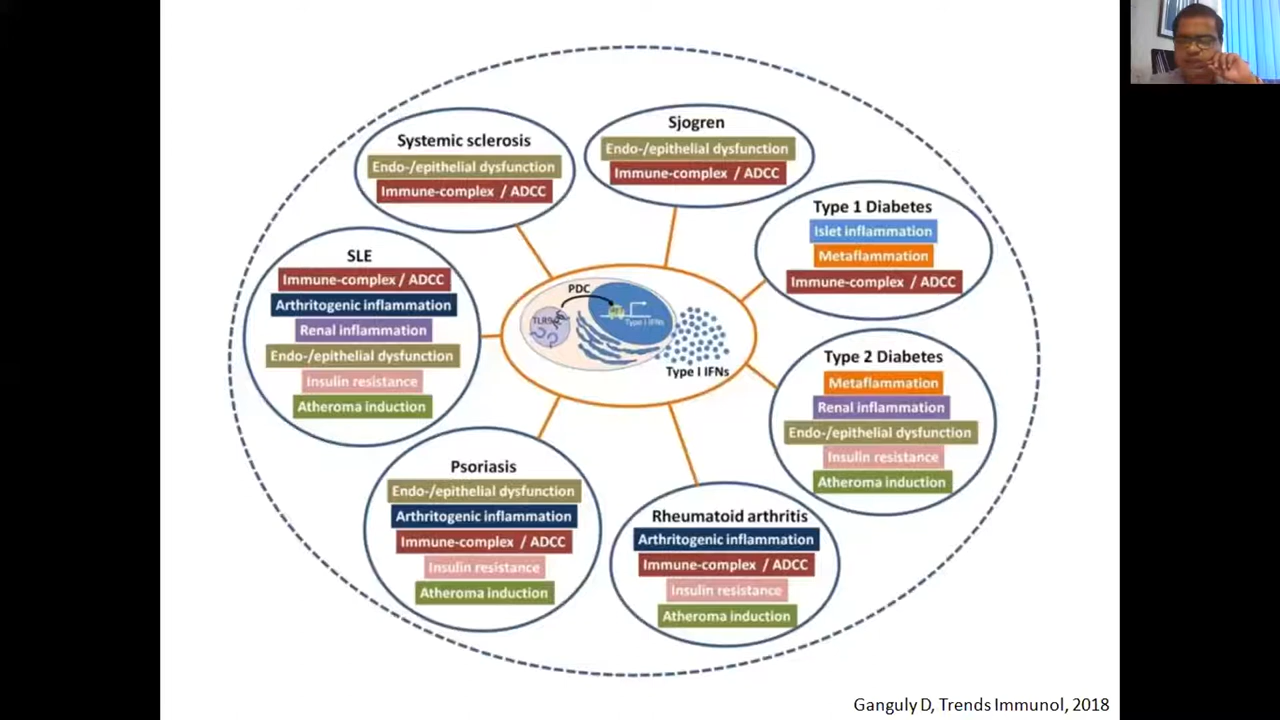 Systemic sclerosis
Endo-/epithelial dysfunction
Immune-complex / ADCC
Sjogren
Endo-/epithelial dysfunction
Immune-complex / ADCC
Type 1 Diabetes
Islet inflammation
Metaflammation
Immune-complex / ADCC
SLE
Immune-complex / ADCC
Arthritogenic inflammation
Renal inflammation
Endo-/epithelial dysfunction
Insulin resistance
Atheroma induction
PDC
TLR9
Type I IFNs
Type I IFNs
Type 2 Diabetes
Metaflammation
Renal inflammation
Endo-/epithelial dysfunction
Insulin resistance
Atheroma induction
Psoriasis
Endo-/epithelial dysfunction
Arthritogenic inflammation
Immune-complex / ADCC
Insulin resistance
Atheroma induction
Rheumatoid arthritis
Arthritogenic inflammation
Immune-complex / ADCC
Insulin resistance
Atheroma induction
Ganguly D, Trends Immunol, 2018